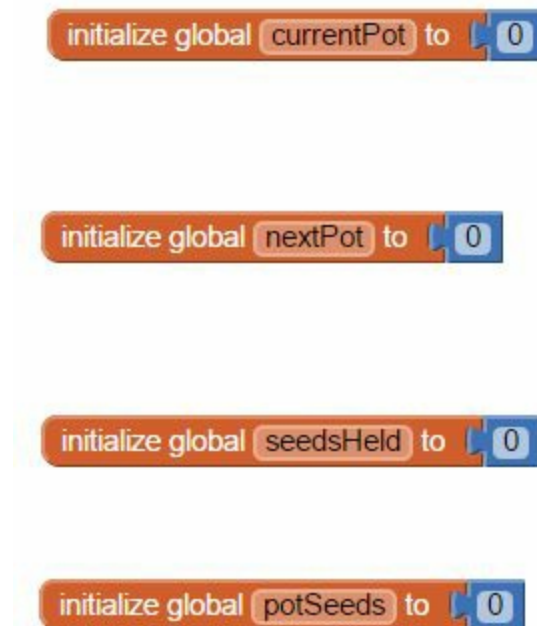 initialize global currentPot to 0
initialize global nextPot to 0
initialize global seedsHeld to 0
initialize global potSeeds to 0